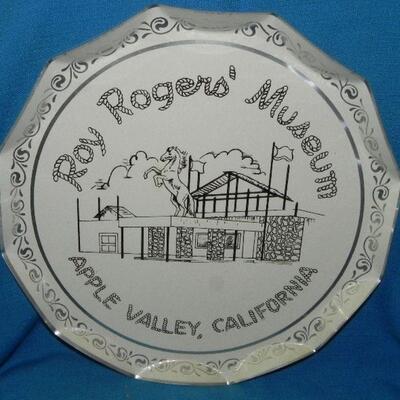 Roy Rogers' Museum
APPLE VALLEY, CALIFORNIA